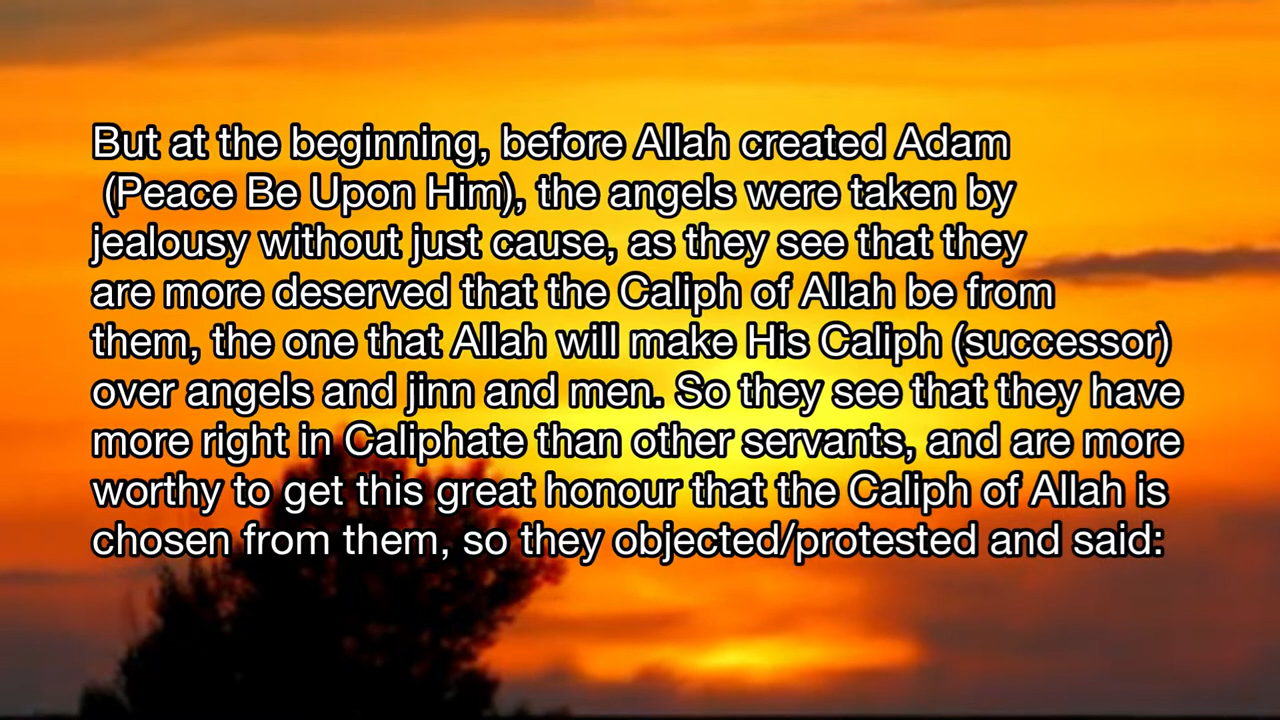 But at the beginning, before Allah created Adam
(Peace Be Upon Him), the angels were taken by
jealousy without just cause, as they see that they
are more deserved that the Caliph of Allah be from
them, the one that Allah will make His Caliph (successor)
over angels and jinn and men. So they see that they have
more right in Caliphate than other servants, and are more
worthy to get this great honour that the Caliph of Allah is
chosen from them, so they objected/protested and said: